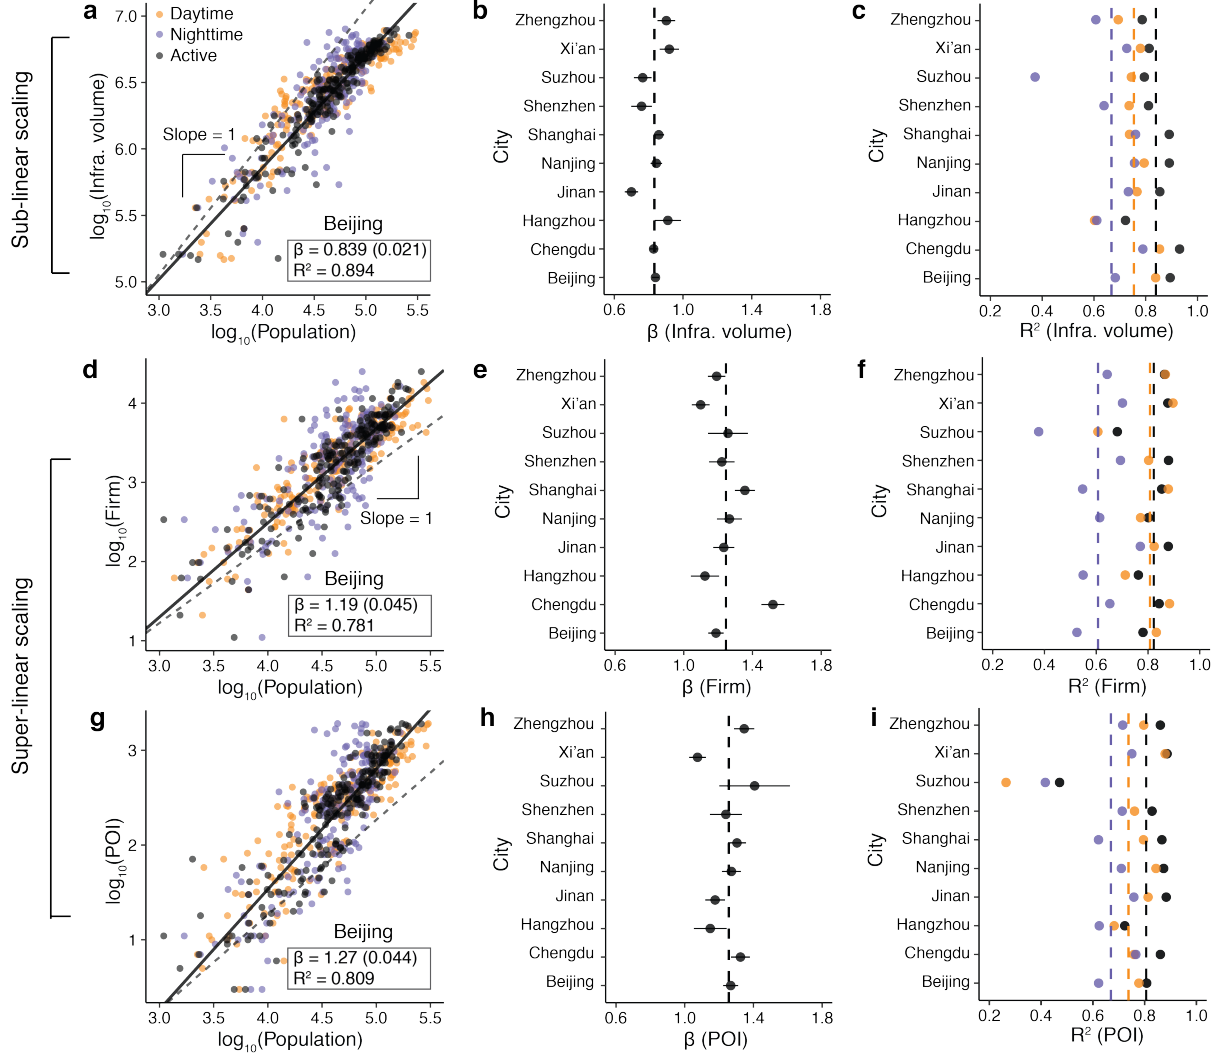 Sub-linear scaling
Super-linear scaling
a
Daytime
Nighttime
Active
7.0
6.5
6.0
5.5
5.0
log10(Infra. volume)
Slope = 1
Beijing
β = 0.839 (0.021)
R² = 0.894
3.0 3.5 4.0 4.5 5.0 5.5
log10(Population)
b
City
Zhengzhou
Xi'an
Suzhou
Shenzhen
Shanghai
Nanjing
Jinan
Hangzhou
Chengdu
Beijing
0.6 1.0 1.4 1.8
β (Infra. volume)
c
City
Zhengzhou
Xi'an
Suzhou
Shenzhen
Shanghai
Nanjing
Jinan
Hangzhou
Chengdu
Beijing
0.2 0.4 0.6 0.8 1.0
R² (Infra. volume)
d
4
3
2
1
log10(Firm)
Slope = 1
Beijing
β = 1.19 (0.045)
R² = 0.781
3.0 3.5 4.0 4.5 5.0 5.5
log10(Population)
e
City
Zhengzhou
Xi'an
Suzhou
Shenzhen
Shanghai
Nanjing
Jinan
Hangzhou
Chengdu
Beijing
0.6 1.0 1.4 1.8
β (Firm)
f
City
Zhengzhou
Xi'an
Suzhou
Shenzhen
Shanghai
Nanjing
Jinan
Hangzhou
Chengdu
Beijing
0.2 0.4 0.6 0.8 1.0
R² (Firm)
g
3
2
1
log10(POI)
Beijing
β = 1.27 (0.044)
R² = 0.809
3.0 3.5 4.0 4.5 5.0 5.5
log10(Population)
h
City
Zhengzhou
Xi'an
Suzhou
Shenzhen
Shanghai
Nanjing
Jinan
Hangzhou
Chengdu
Beijing
0.6 1.0 1.4 1.8
β (POI)
i
City
Zhengzhou
Xi'an
Suzhou
Shenzhen
Shanghai
Nanjing
Jinan
Hangzhou
Chengdu
Beijing
0.2 0.4 0.6 0.8 1.0
R² (POI)